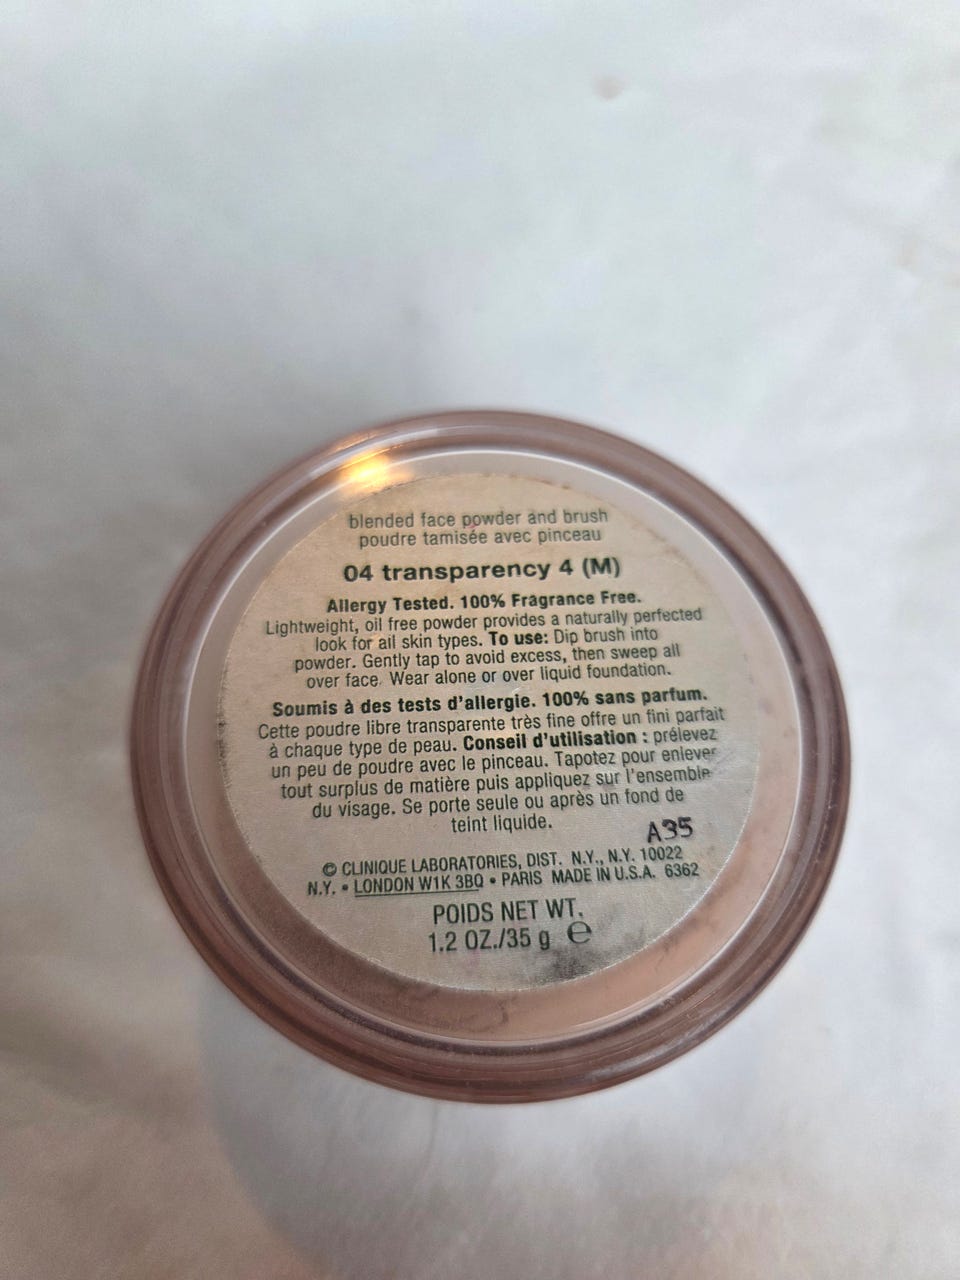 blended face powder and brush
poudre tamisée avec pinceau
04 transparency 4 (M)
Allergy Tested. 100% Fragrance Free.
Lightweight, oil free powder provides a naturally perfected
look for all skin types. To use: Dip brush into
powder. Gently tap to avoid excess, then sweep all
over face. Wear alone or over liquid foundation.
Soumis à des tests d'allergie. 100% sans parfum.
Cette poudre libre transparente très fine offre un fini parfait
à chaque type de peau. Conseil d'utilisation : prélevez
un peu de poudre avec le pinceau. Tapotez pour enlever
tout surplus de matière puis appliquez sur l'ensemble
du visage. Se porte seule ou après un fond de
teint liquide.
A35
© CLINIQUE LABORATORIES, DIST. N.Y., N.Y. 10022
N.Y. • LONDON W1K 3BQ • PARIS MADE IN U.S.A. 6362
POIDS NET WT.
1.2 OZ./35 g ℮